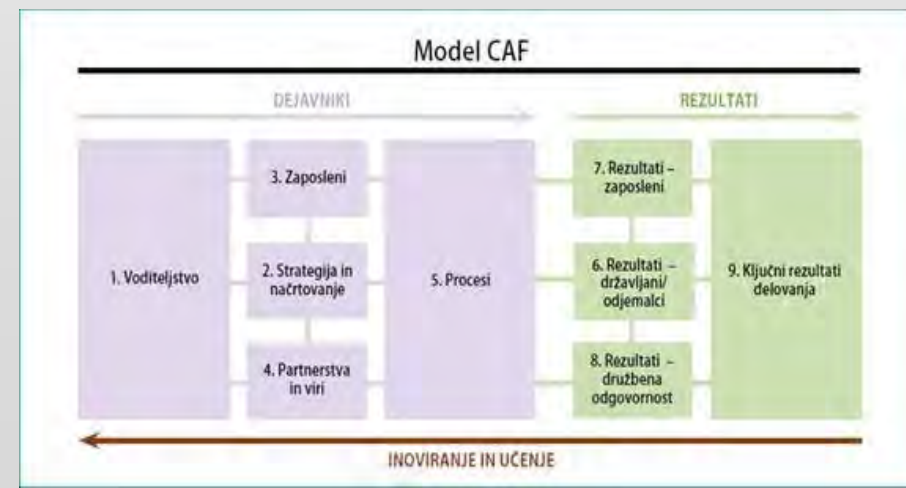 Model CAF
DEJAVNIKI
REZULTATI
1. Voditeljstvo
3. Zaposleni
2. Strategija in
načrtovanje
4. Partnerstva
in viri
5. Procesi
7. Rezultati –
zaposleni
6. Rezultati –
državljani/
odjemalci
8. Rezultati –
družbena
odgovornost
9. Ključni rezultati
delovanja
INOVIRANJE IN UČENJE